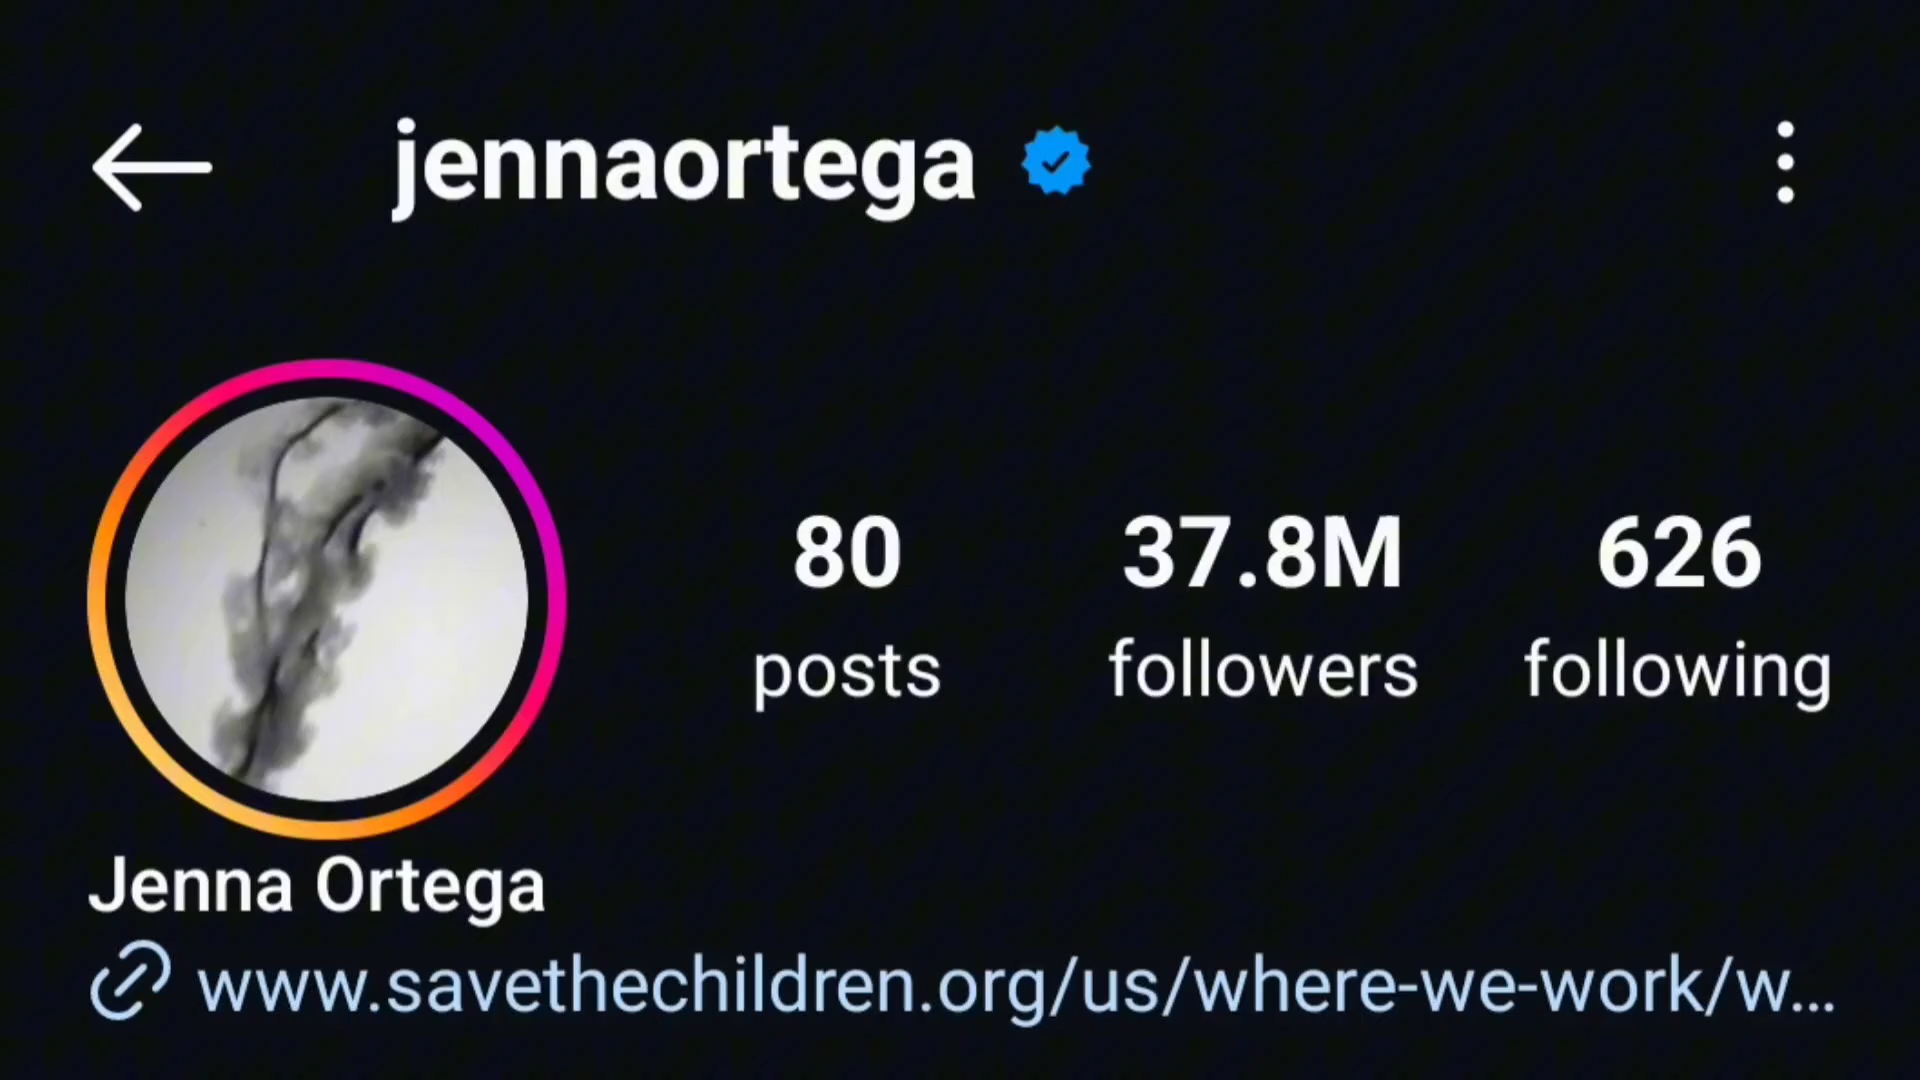 jennaortega
80 37.8M 626
posts followers following
Jenna Ortega
www.savethechildren.org/us/where-we-work/w...